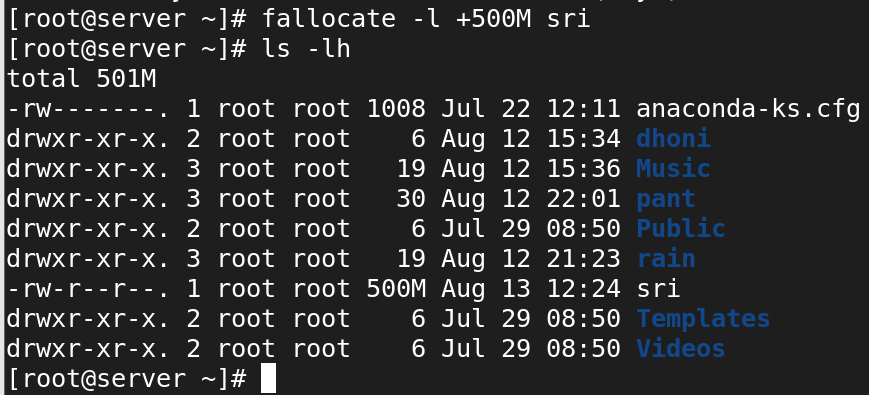 [root@server ~]# fallocate -l +500M sri
[root@server ~]# ls -lh
total 501M
-rw-------. 1 root root 1008 Jul 22 12:11 anaconda-ks.cfg
drwxr-xr-x. 2 root root    6 Aug 12 15:34 dhoni
drwxr-xr-x. 3 root root   19 Aug 12 15:36 Music
drwxr-xr-x. 3 root root   30 Aug 12 22:01 pant
drwxr-xr-x. 2 root root    6 Jul 29 08:50 Public
drwxr-xr-x. 3 root root   19 Aug 12 21:23 rain
-rw-r--r--. 1 root root 500M Aug 13 12:24 sri
drwxr-xr-x. 2 root root    6 Jul 29 08:50 Templates
drwxr-xr-x. 2 root root    6 Jul 29 08:50 Videos
[root@server ~]#